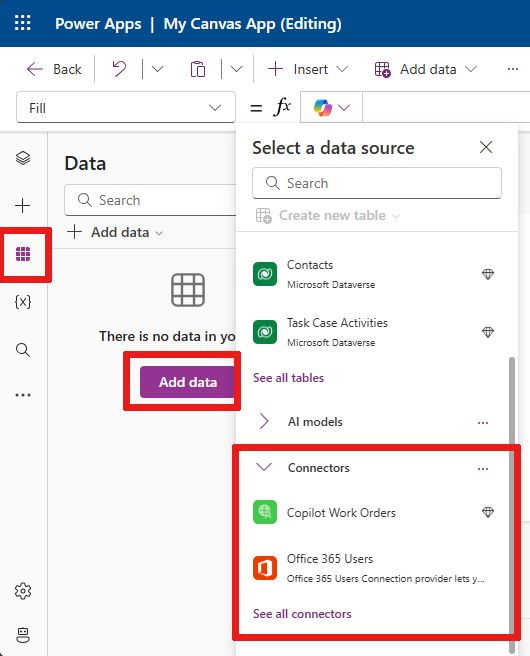 Power Apps | My Canvas App (Editing)
Back
Insert
Add data
...
Fill
= fx
Data
Select a data source
Search
Search
Create new table
Add data
Contacts
Microsoft Dataverse
{x}
There is no data in yo
Task Case Activities
Microsoft Dataverse
Add data
See all tables
AI models
...
Connectors
...
Copilot Work Orders
Office 365 Users
Office 365 Users Connection provider lets y...
See all connectors